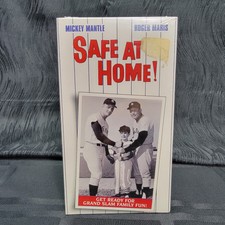 MICKEY MANTLE ROGER MARIS
SAFE AT
HOME!
GET READY FOR
GRAND SLAM FAMILY FUN!